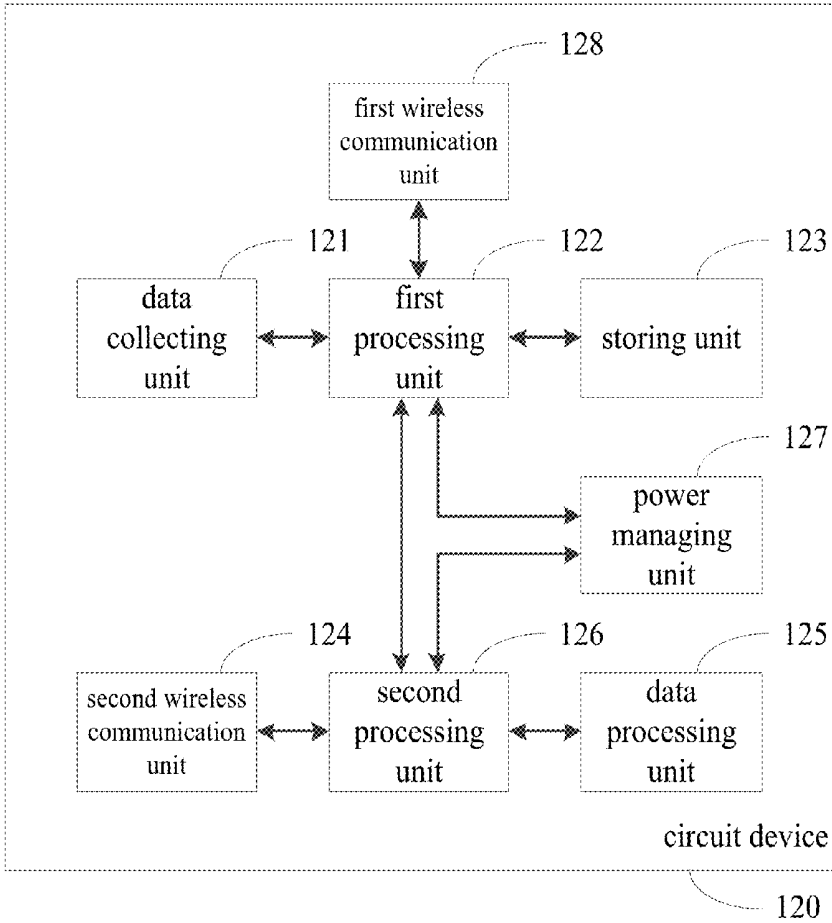 128
first wireless
communication
unit
121
122
123
data
collecting
unit
first
processing
unit
storing unit
127
power
managing
unit
124
126
125
second wireless
communication
unit
second
processing
unit
data
processing
unit
circuit device
120